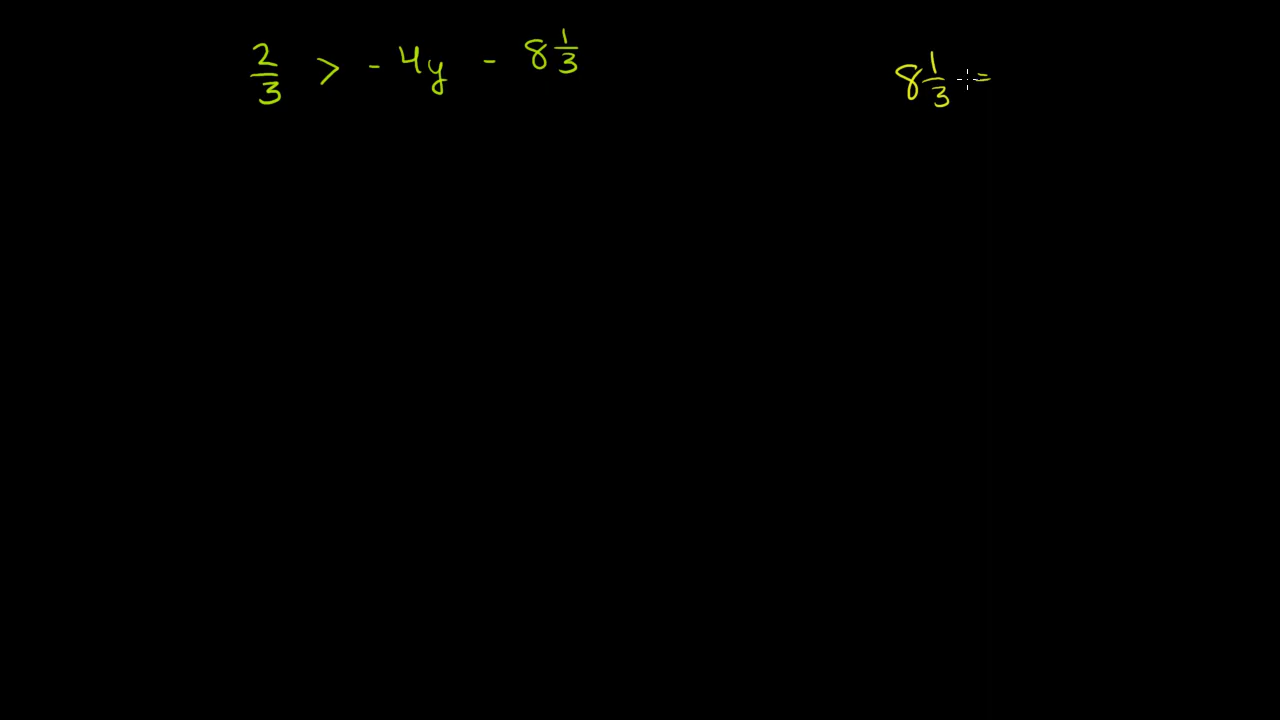 2/3 > -4y - 8 1/3
8 1/3 =